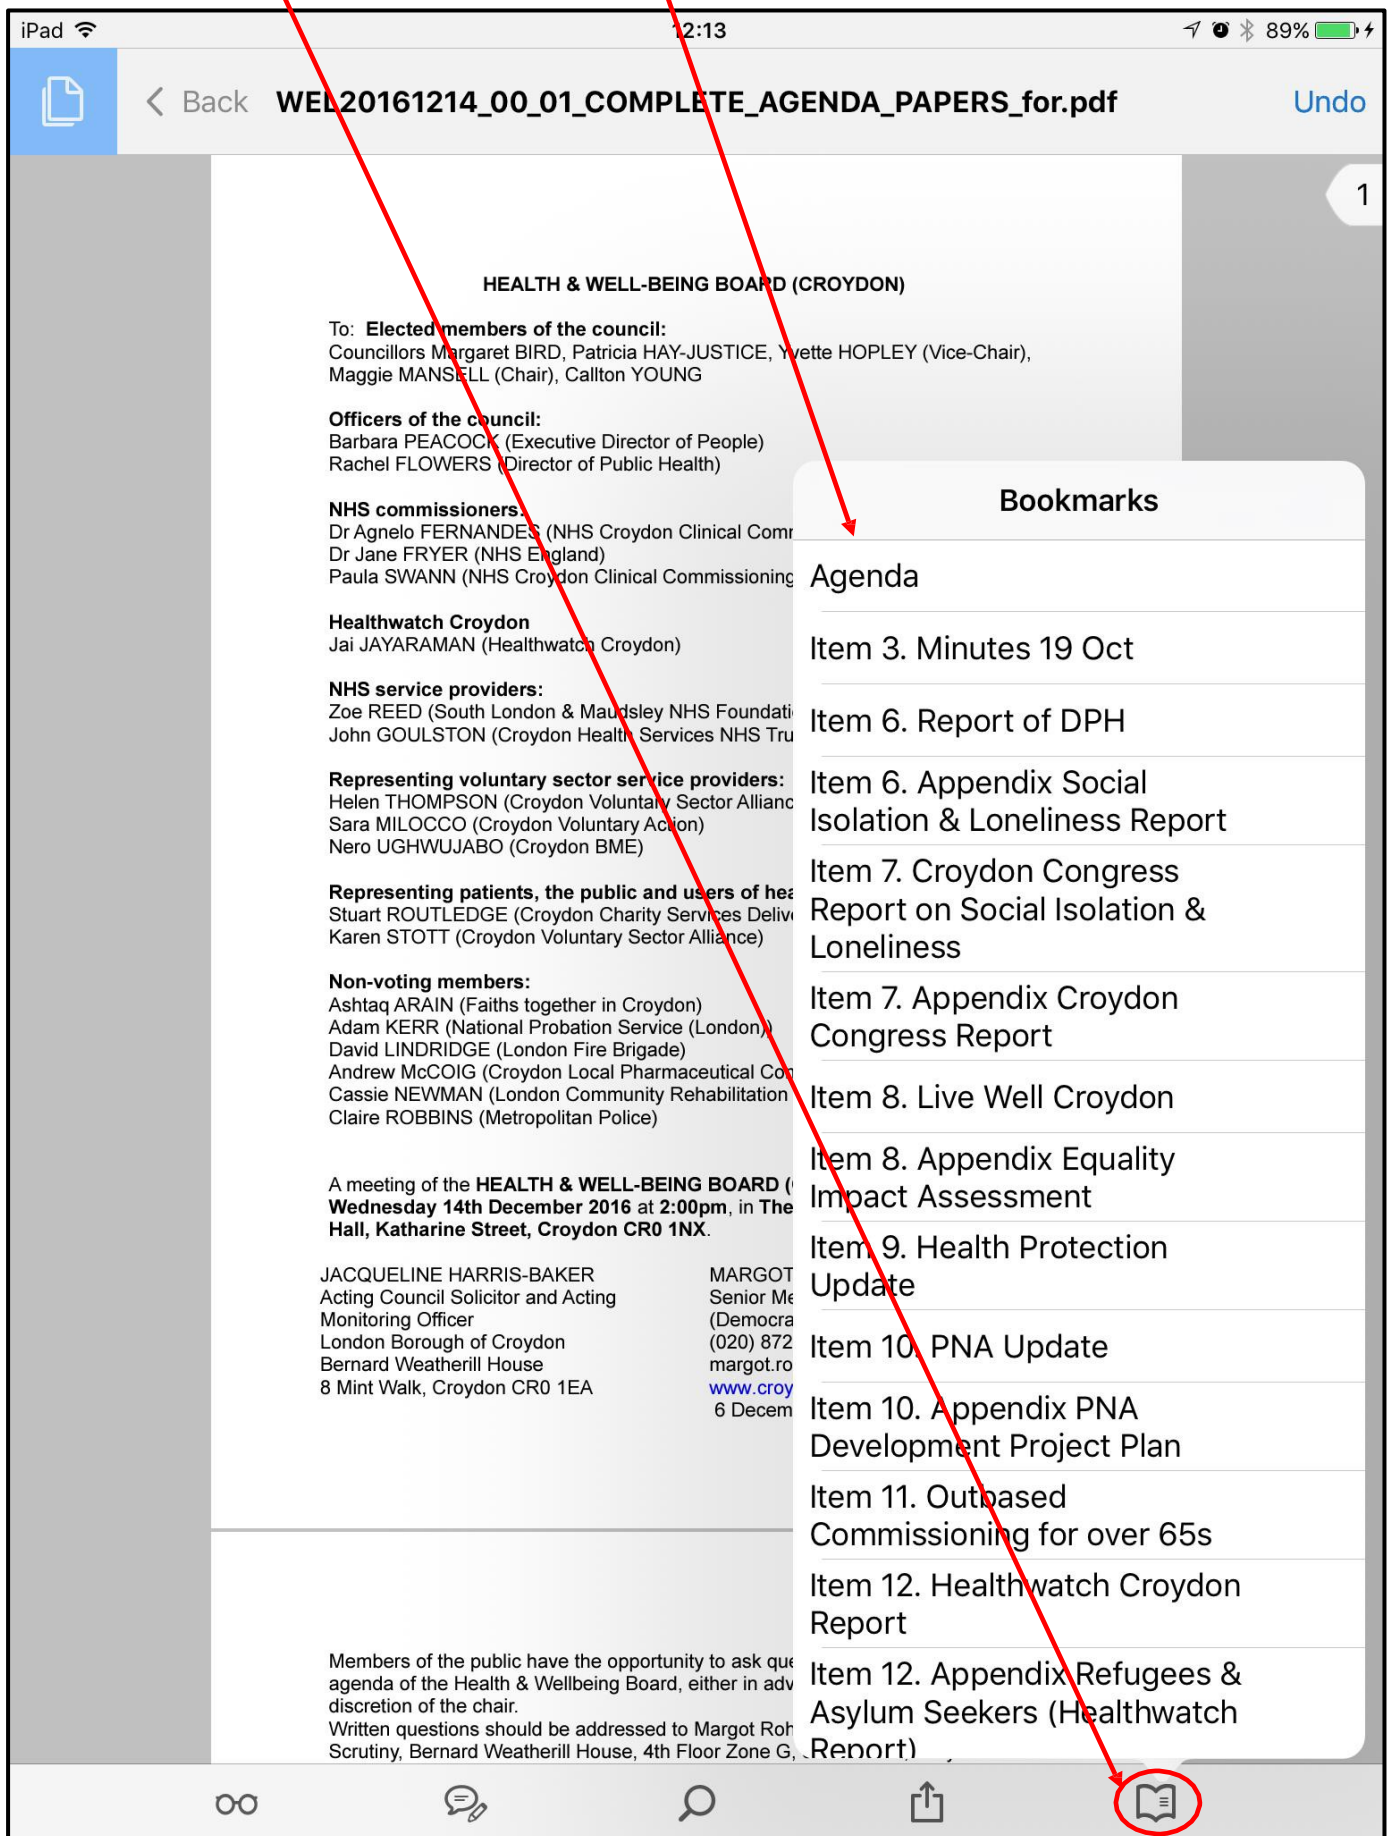 iPad 12:13 89%
Back WEL20161214_00_01_COMPLETE_AGENDA_PAPERS_for.pdf Undo
1
HEALTH & WELL-BEING BOARD (CROYDON)
To: Elected members of the council:
Councillors Margaret BIRD, Patricia HAY-JUSTICE, Yvette HOPLEY (Vice-Chair),
Maggie MANSELL (Chair), Callton YOUNG
Officers of the council:
Barbara PEACOCK (Executive Director of People)
Rachel FLOWERS (Director of Public Health)
NHS commissioners:
Dr Agnelo FERNANDES (NHS Croydon Clinical
Dr Jane FRYER (NHS England)
Paula SWANN (NHS Croydon Clinical Commissioning
Healthwatch Croydon
Jai JAYARAMAN (Healthwatch Croydon)
NHS service providers:
Zoe REED (South London & Maudsley NHS
John GOULSTON (Croydon Health Services NHS
Representing voluntary sector service providers:
Helen THOMPSON (Croydon Voluntary Sector
Sara MILOCCO (Croydon Voluntary Action)
Nero UGHWUJABO (Croydon BME)
Representing patients, the public and users of
Stuart ROUTLEDGE (Croydon Charity Services
Karen STOTT (Croydon Voluntary Sector Alliance)
Non-voting members:
Ashtaq ARAIN (Faiths together in Croydon)
Adam KERR (National Probation Service (London))
David LINDRIDGE (London Fire Brigade)
Andrew McCOIG (Croydon Local Pharmaceutical
Cassie NEWMAN (London Community Rehabilitation
Claire ROBBINS (Metropolitan Police)
A meeting of the HEALTH & WELL-BEING BOARD
Wednesday 14th December 2016 at 2:00pm, in The
Hall, Katharine Street, Croydon CR0 1NX.
JACQUELINE HARRIS-BAKER
Acting Council Solicitor and Acting
Monitoring Officer
London Borough of Croydon
Bernard Weatherill House
8 Mint Walk, Croydon CR0 1EA
MARGOT
Senior
(020) 872
margot.ro
www.croy
6 Decem
Members of the public have the opportunity to ask
agenda of the Health & Wellbeing Board, either in
discretion of the chair.
Written questions should be addressed to Margot
Scrutiny, Bernard Weatherill House, 4th Floor Zone G,
Bookmarks
Agenda
Item 3. Minutes 19 Oct
Item 6. Report of DPH
Item 6. Appendix Social
Isolation & Loneliness Report
Item 7. Croydon Congress
Report on Social Isolation &
Loneliness
Item 7. Appendix Croydon
Congress Report
Item 8. Live Well Croydon
Item 8. Appendix Equality
Impact Assessment
Item 9. Health Protection
Update
Item 10. PNA Update
Item 10. Appendix PNA
Development Project Plan
Item 11. Outbased
Commissioning for over 65s
Item 12. Healthwatch Croydon
Report
Item 12. Appendix Refugees &
Asylum Seekers (Healthwatch
Report)